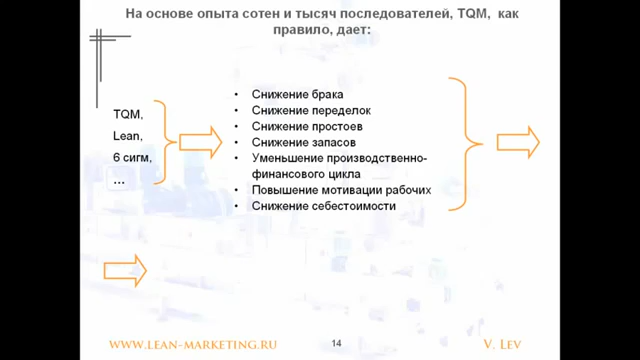 На основе опыта сотен и тысяч последователей, TQM, как
правило, дает:
TQM,
Lean,
6 сигм,
...
• Снижение брака
• Снижение переделок
• Снижение простоев
• Снижение запасов
• Уменьшение производственно-
финансового цикла
• Повышение мотивации рабочих
• Снижение себестоимости
WWW.LEAN-MARKETING.RU
14
V. LEV